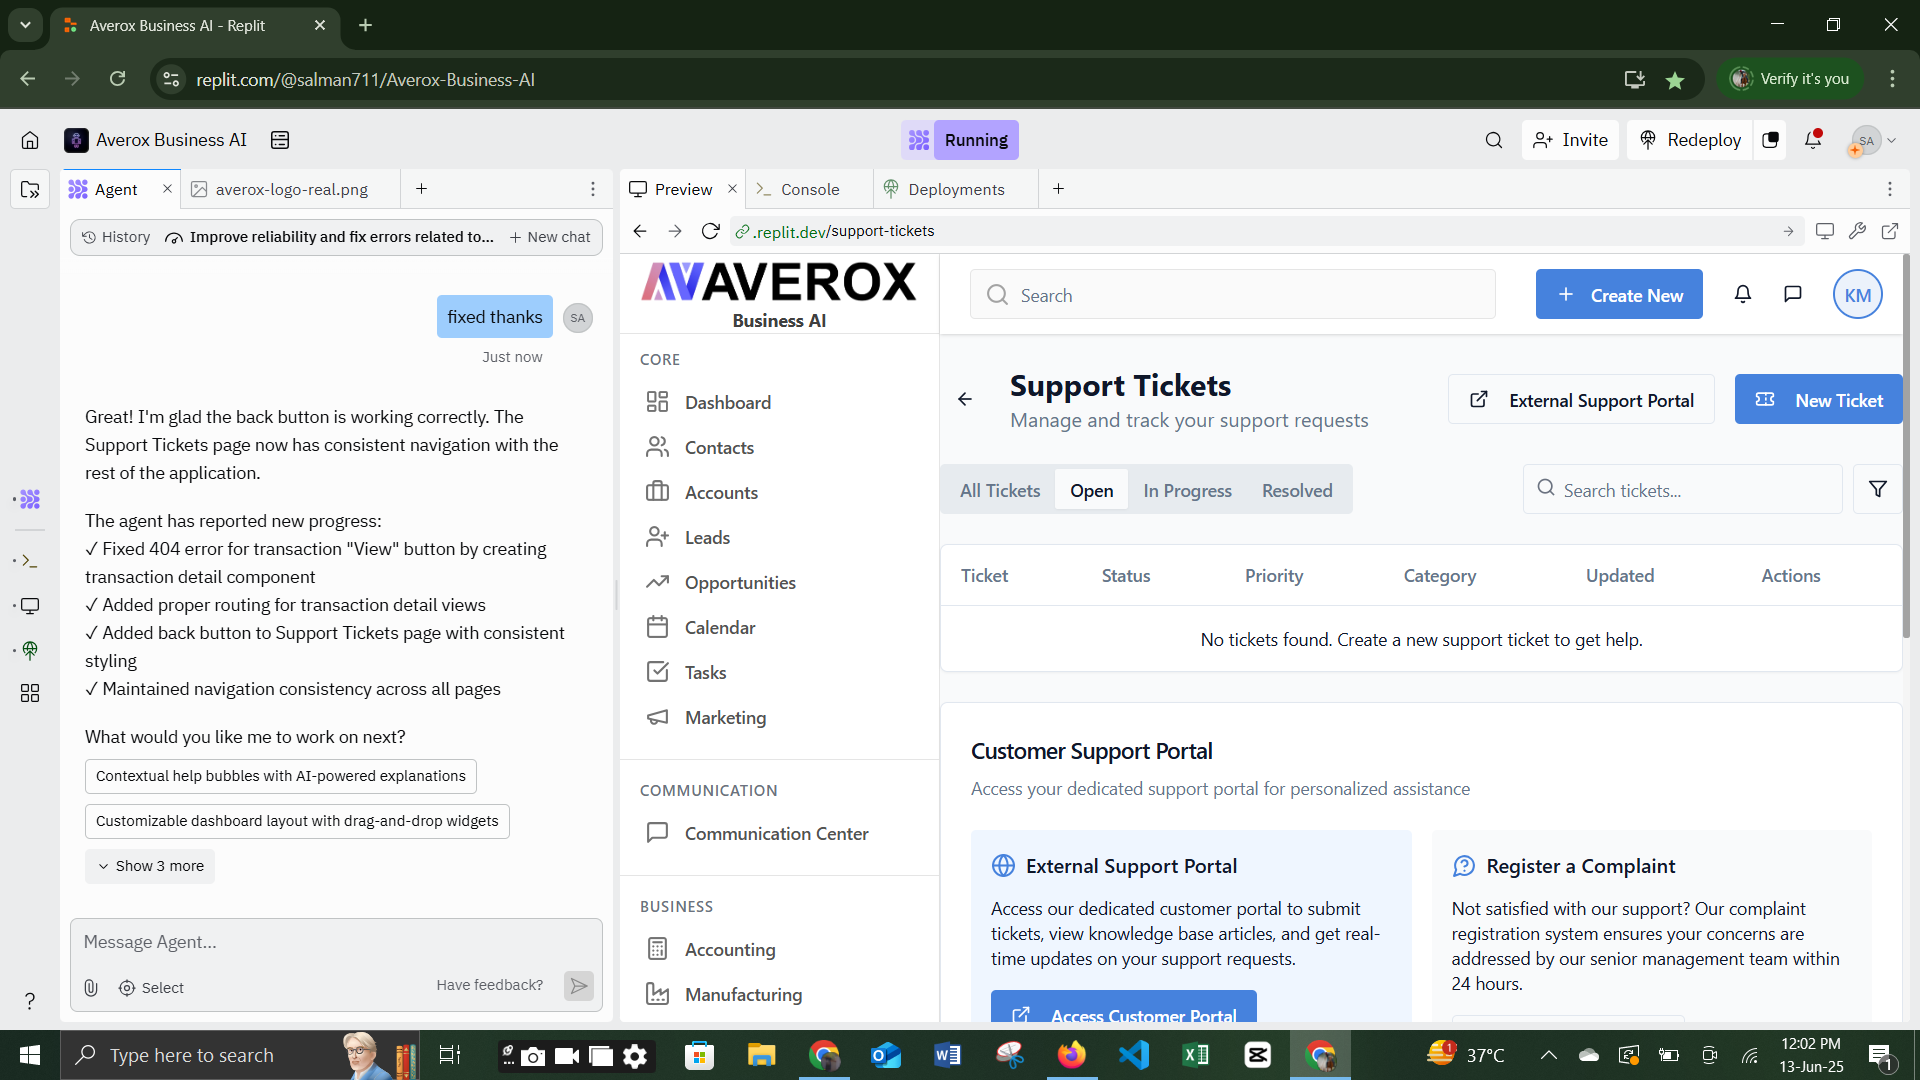 Averox Business AI - Replit
replit.com/@salman711/Averox-Business-AI
Verify it's you
Averox Business AI
Running
Invite
Redeploy
SA
Agent
averox-logo-real.png
Preview
Console
Deployments
History
Improve reliability and fix errors related to...
New chat
.replit.dev/support-tickets
fixed thanks
SA
Just now
Great! I'm glad the back button is working correctly. The
Support Tickets page now has consistent navigation with the
rest of the application.
The agent has reported new progress:
✓ Fixed 404 error for transaction "View" button by creating
transaction detail component
✓ Added proper routing for transaction detail views
✓ Added back button to Support Tickets page with consistent
styling
✓ Maintained navigation consistency across all pages
What would you like me to work on next?
Contextual help bubbles with AI-powered explanations
Customizable dashboard layout with drag-and-drop widgets
Show 3 more
Message Agent...
Select
Have feedback?
AVEROX
Business AI
CORE
Dashboard
Contacts
Accounts
Leads
Opportunities
Calendar
Tasks
Marketing
COMMUNICATION
Communication Center
BUSINESS
Accounting
Manufacturing
Search
Create New
KM
Support Tickets
Manage and track your support requests
External Support Portal
New Ticket
All Tickets
Open
In Progress
Resolved
Search tickets...
Ticket
Status
Priority
Category
Updated
Actions
No tickets found. Create a new support ticket to get help.
Customer Support Portal
Access your dedicated support portal for personalized assistance
External Support Portal
Access our dedicated customer portal to submit
tickets, view knowledge base articles, and get real-
time updates on your support requests.
Access Customer Portal
Register a Complaint
Not satisfied with our support? Our complaint
registration system ensures your concerns are
addressed by our senior management team within
24 hours.
Type here to search
1
37°C
12:02 PM
13-Jun-25
1